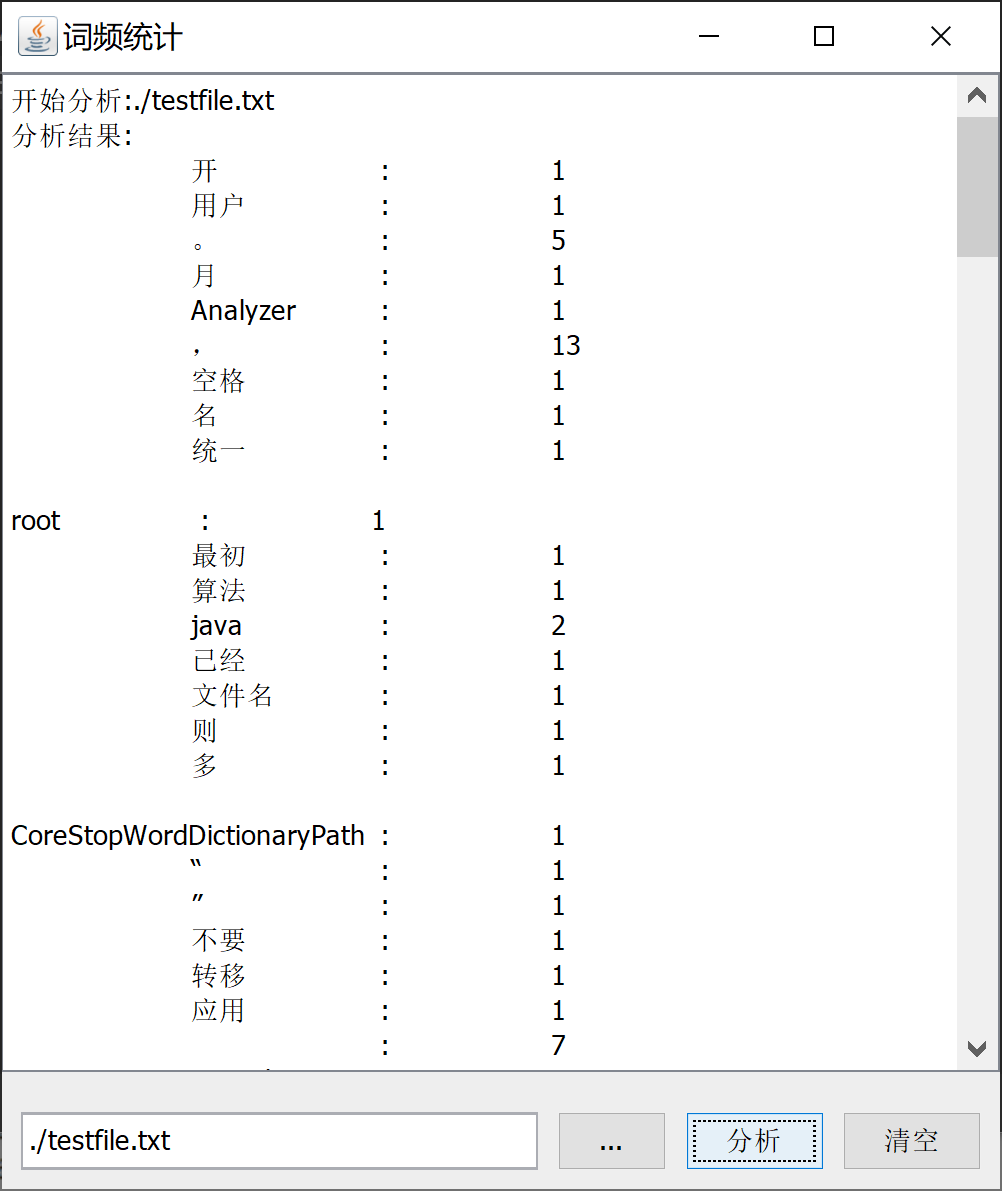 词频统计
开始分析:./testfile.txt
分析结果:
开 : 1
用户 : 1
。 : 5
月 : 1
Analyzer : 1
， : 13
空格 : 1
名 : 1
统一 : 1
root : 1
最初 : 1
算法 : 1
java : 2
已经 : 1
文件名 : 1
则 : 1
多 : 1
CoreStopWordDictionaryPath : 1
“ : 1
” : 1
不要 : 1
转移 : 1
应用 : 1
: 7
./testfile.txt ... 分析 清空